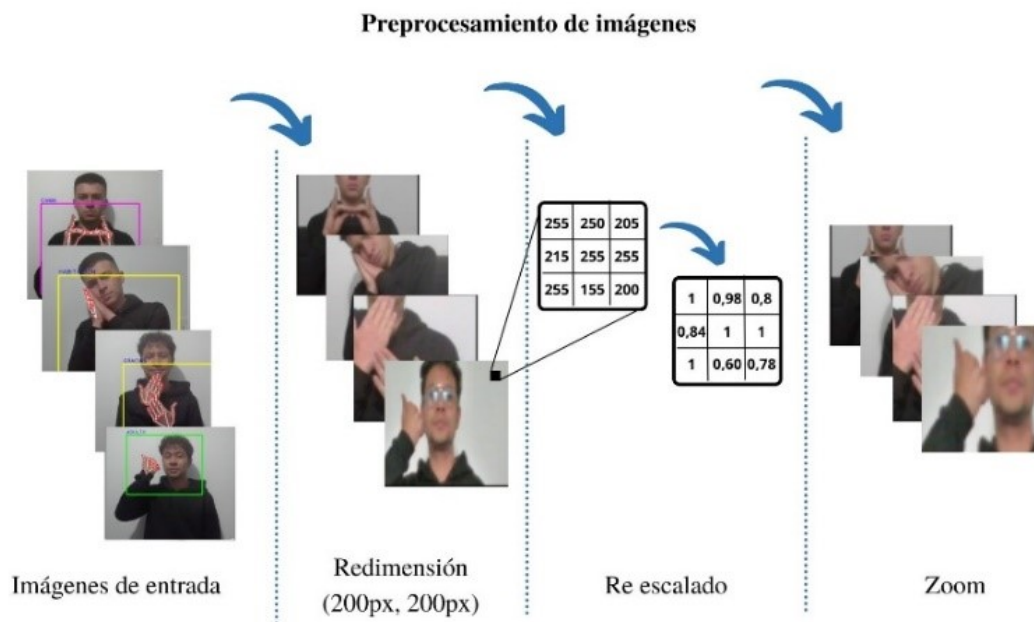 Preprocesamiento de imágenes
255 250 205
215 255 255
255 155 200
1 0,98 0,8
0,84 1 1
1 0,60 0,78
Imágenes de entrada
Redimensión
(200px, 200px)
Re escalado
Zoom